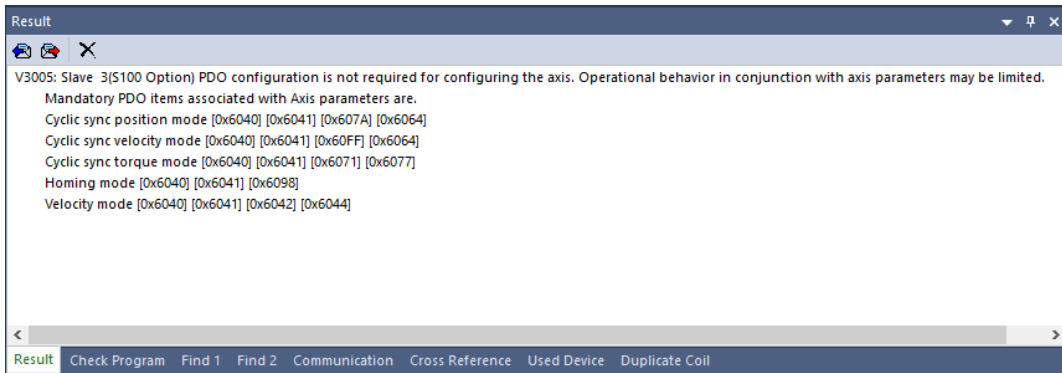 Result
V3005: Slave 3(S100 Option) PDO configuration is not required for configuring the axis. Operational behavior in conjunction with axis parameters may be limited.
Mandatory PDO items associated with Axis parameters are.
Cyclic sync position mode [0x6040] [0x6041] [0x607A] [0x6064]
Cyclic sync velocity mode [0x6040] [0x6041] [0x60FF] [0x6064]
Cyclic sync torque mode [0x6040] [0x6041] [0x6071] [0x6077]
Homing mode [0x6040] [0x6041] [0x6098]
Velocity mode [0x6040] [0x6041] [0x6042] [0x6044]
Result Check Program Find 1 Find 2 Communication Cross Reference Used Device Duplicate Coil